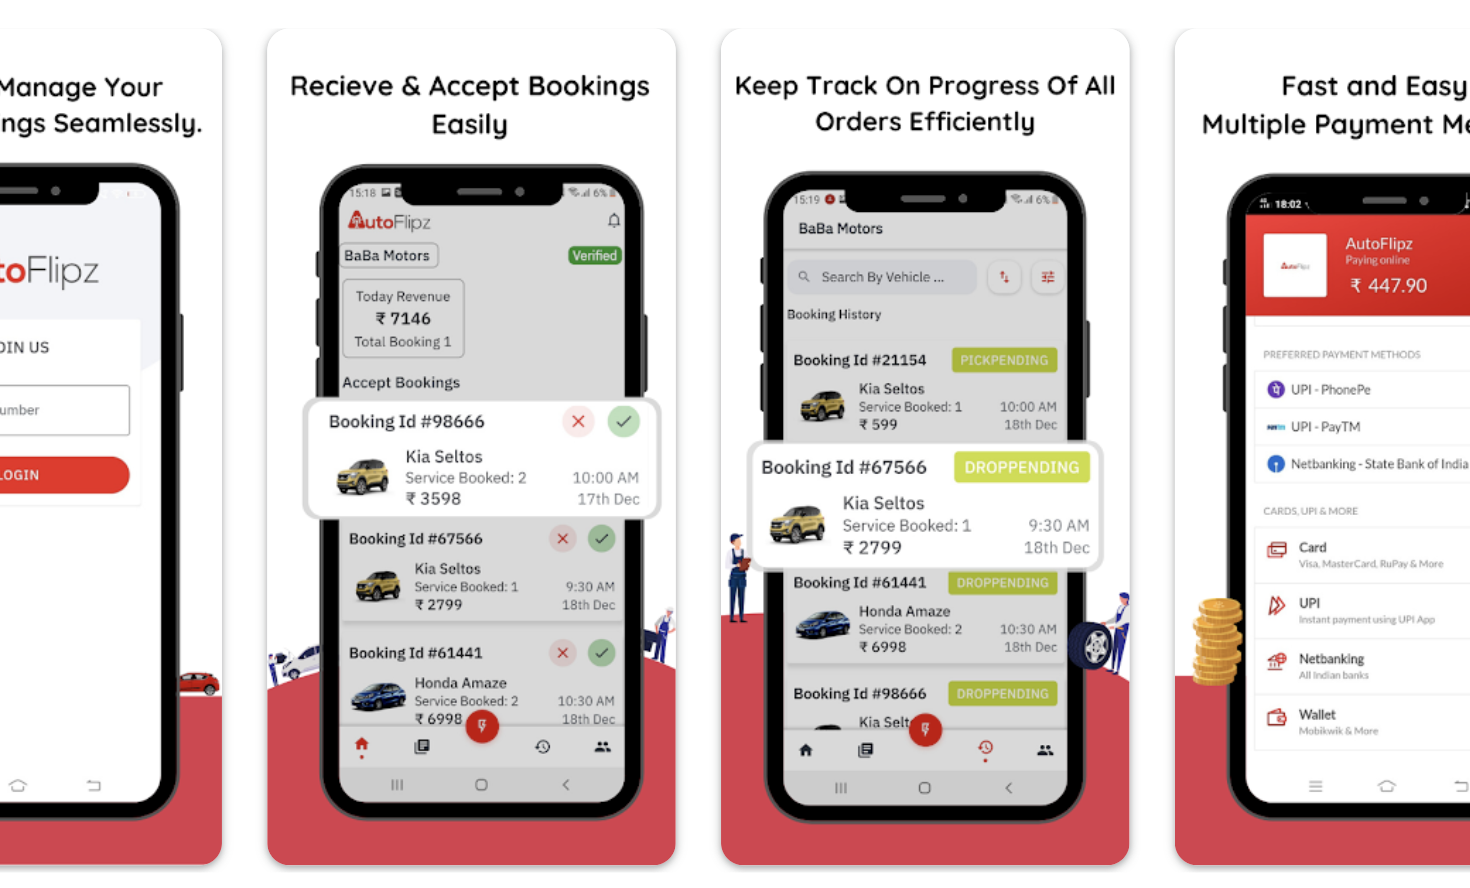 Manage Your
ngs Seamlessly.
toFlipz
OIN US
umber
LOGIN
Recieve & Accept Bookings
Easily
15:18
6%
AutoFlipz
BaBa Motors
Verified
Today Revenue
₹ 7146
Total Booking 1
Accept Bookings
Booking Id #98666
Kia Seltos
Service Booked: 2 10:00 AM
₹ 3598 17th Dec
Booking Id #67566
Kia Seltos
Service Booked: 1 9:30 AM
₹ 2799 18th Dec
Booking Id #61441
Honda Amaze
Service Booked: 2 10:30 AM
₹ 6998 18th Dec
Keep Track On Progress Of All
Orders Efficiently
15:19
6%
BaBa Motors
Search By Vehicle ...
Booking History
Booking Id #21154 PICKPENDING
Kia Seltos
Service Booked: 1 10:00 AM
₹ 599 18th Dec
Booking Id #67566 DROPPENDING
Kia Seltos
Service Booked: 1 9:30 AM
₹ 2799 18th Dec
Booking Id #61441 DROPPENDING
Honda Amaze
Service Booked: 2 10:30 AM
₹ 6998 18th Dec
Booking Id #98666 DROPPENDING
Kia Selt
Fast and Easy
Multiple Payment Me
18:02
AutoFlipz
AutoFlipz
Paying online
₹ 447.90
PREFERRED PAYMENT METHODS
UPI - PhonePe
UPI - PayTM
Netbanking - State Bank of India
CARDS, UPI & MORE
Card
Visa, MasterCard, RuPay & More
UPI
Instant payment using UPI App
Netbanking
All Indian banks
Wallet
Mobikwik & More